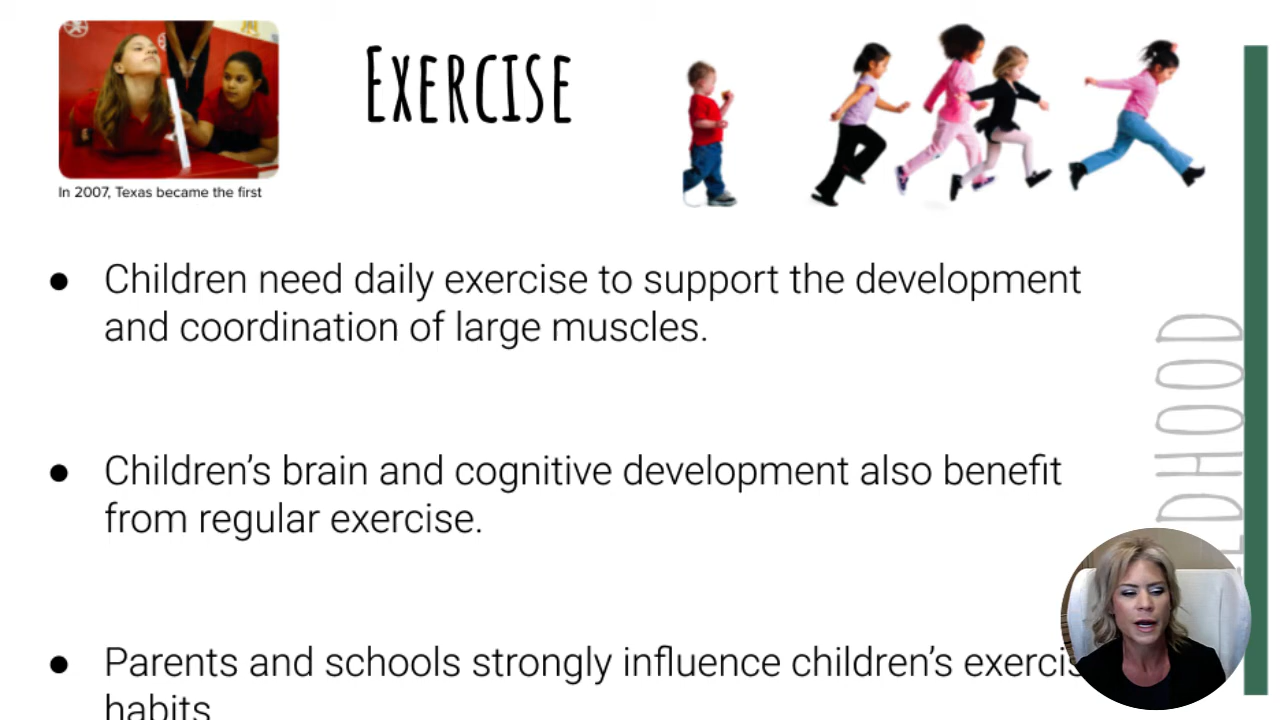 Exercise
In 2007, Texas became the first
● Children need daily exercise to support the development
and coordination of large muscles.
● Children’s brain and cognitive development also benefit
from regular exercise.
● Parents and schools strongly influence children’s
habits